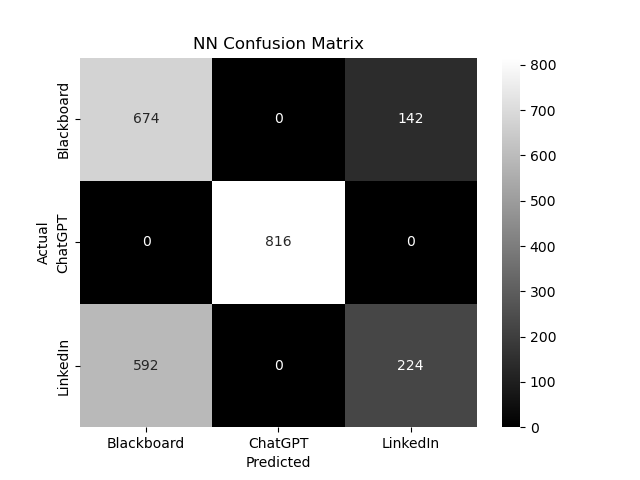 NN Confusion Matrix
Actual
Blackboard
674 0 142
ChatGPT
0 816 0
LinkedIn
592 0 224
Blackboard ChatGPT LinkedIn
Predicted
800
700
600
500
400
300
200
100
0